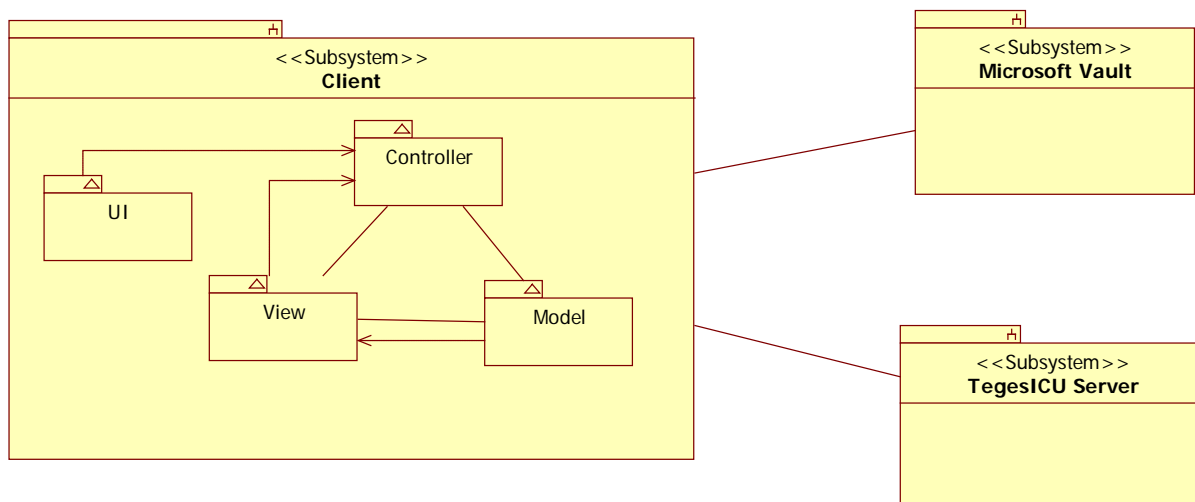 <<Subsystem>>
Client
Controller
UI
View
Model
<<Subsystem>>
Microsoft Vault
<<Subsystem>>
TegesICU Server